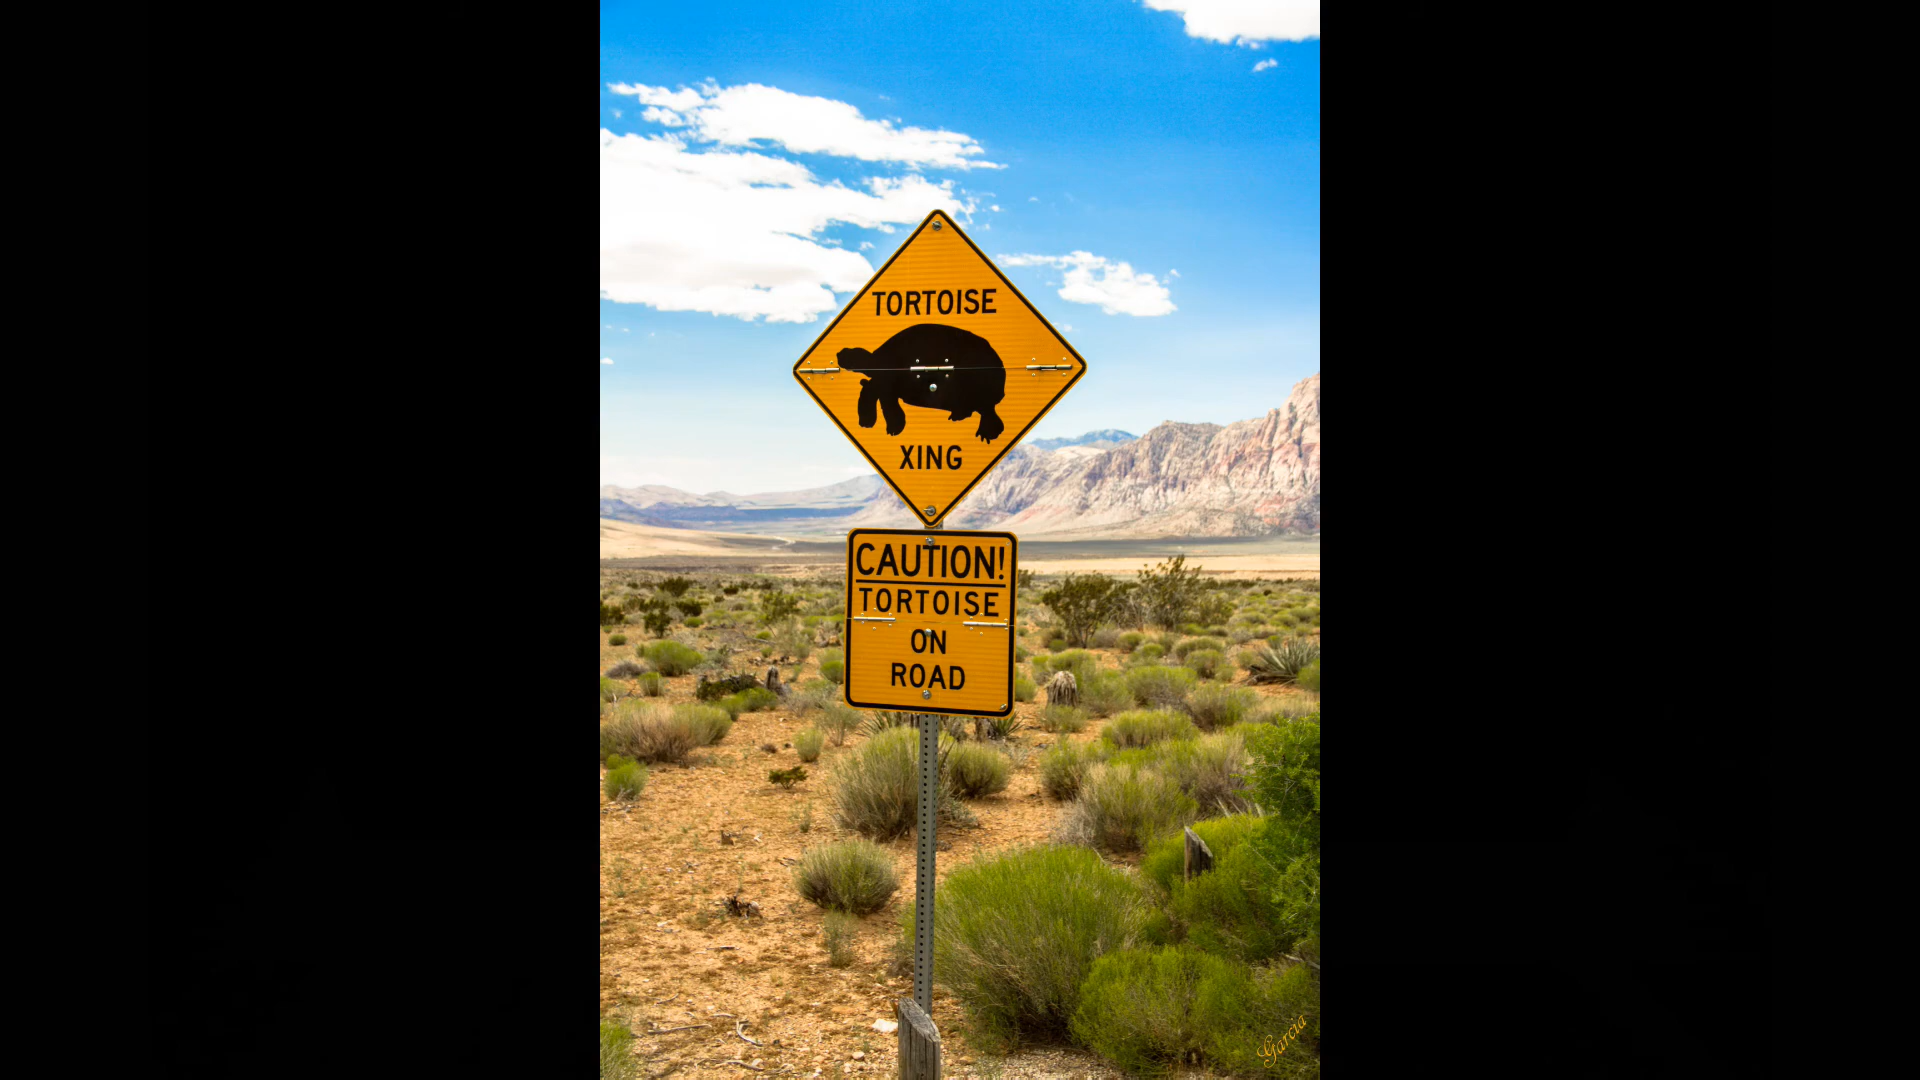 TORTOISE
XING
CAUTION!
TORTOISE
ON
ROAD
Garcia